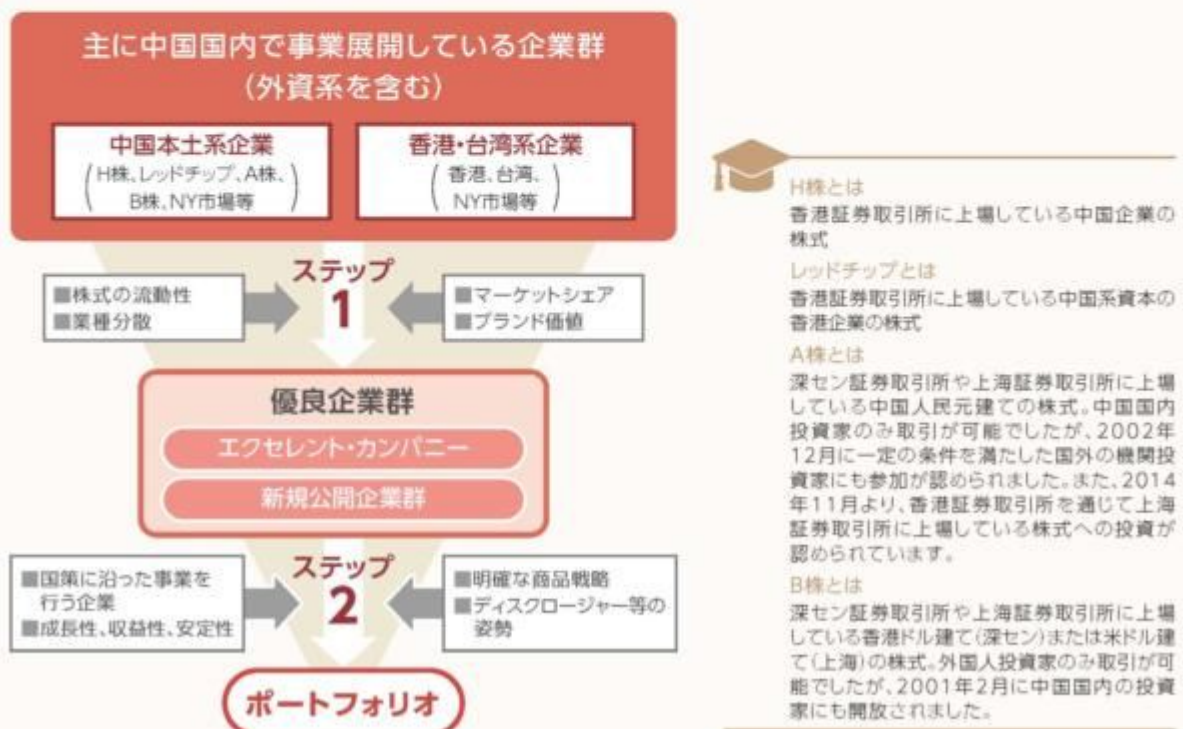 主に中国国内で事業展開している企業群
(外資系を含む)
中国本土系企業
(H株、レッドチップ、A株、
B株、NY市場等)
香港・台湾系企業
(香港、台湾、
NY市場等)
ステップ
1
■株式の流動性
■業種分散
■マーケットシェア
■ブランド価値
優良企業群
エクセレント・カンパニー
新規公開企業群
ステップ
2
■国策に沿った事業を
行う企業
■成長性、収益性、安定性
■明確な商品戦略
■ディスクロージャー等の
姿勢
ポートフォリオ
H株とは
香港証券取引所に上場している中国企業の
株式
レッドチップとは
香港証券取引所に上場している中国系資本の
香港企業の株式
A株とは
深セン証券取引所や上海証券取引所に上場
している中国人民元建ての株式。中国国内
投資家のみ取引が可能でしたが、2002年
12月に一定の条件を満たした国外の機関投
資家にも参加が認められました。また、2014
年11月より、香港証券取引所を通じて上海
証券取引所に上場している株式への投資が
認められています。
B株とは
深セン証券取引所や上海証券取引所に上場
している香港ドル建て(深セン)または米ドル建
て(上海)の株式。外国人投資家のみ取引が可
能でしたが、2001年2月に中国国内の投資
家にも開放されました。